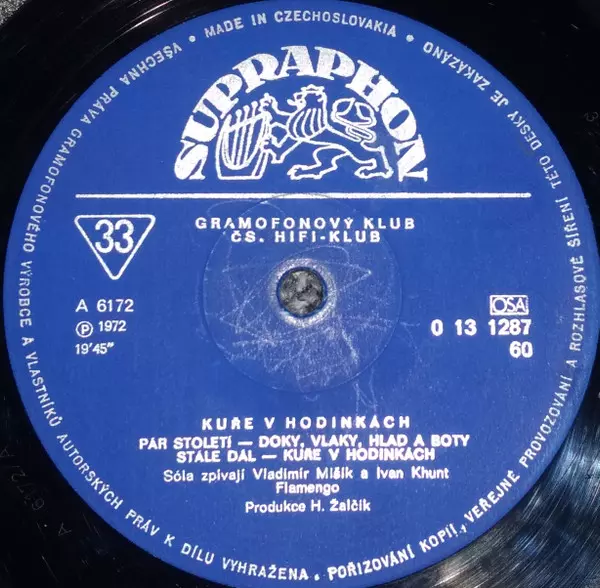 • MADE IN CZECHOSLOVAKIA •
VŠECHNA PRÁVA GRAMOFONOVÉHO VÝROBCE A VLASTNÍKŮ AUTORSKÝCH PRÁV K DÍLU VYHRAŽENA. POŘIZOVÁNÍ KOPIÍ, VEŘEJNÉ PROVOZOVÁNÍ A ROZHLASOVÉ ŠÍŘENÍ TÉTO DESKY JE ZAKÁZÁNO
SUPRAPHON
GRAMOFONOVÝ KLUB
ČS. HIFI-KLUB
33
A 6172
Ⓟ 1972
19'45"
OSA
0 13 1287
60
KUŘE V HODINKÁCH
PÁR STOLETÍ — DOKY, VLAKY, HLAD A BOTY
STÁLE DÁL — KUŘE V HODINKÁCH
Sóla zpívají Vladimír Mišík a Ivan Khunt
Flamengo
Produkce H. Žalčík
A 6172/A